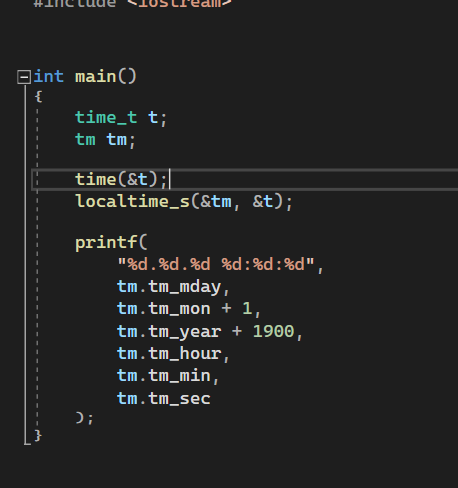 #include <iostream>
int main()
{
time_t t;
tm tm;
time(&t);
localtime_s(&tm, &t);
printf(
"%d.%d.%d %d:%d:%d",
tm.tm_mday,
tm.tm_mon + 1,
tm.tm_year + 1900,
tm.tm_hour,
tm.tm_min,
tm.tm_sec
);
}